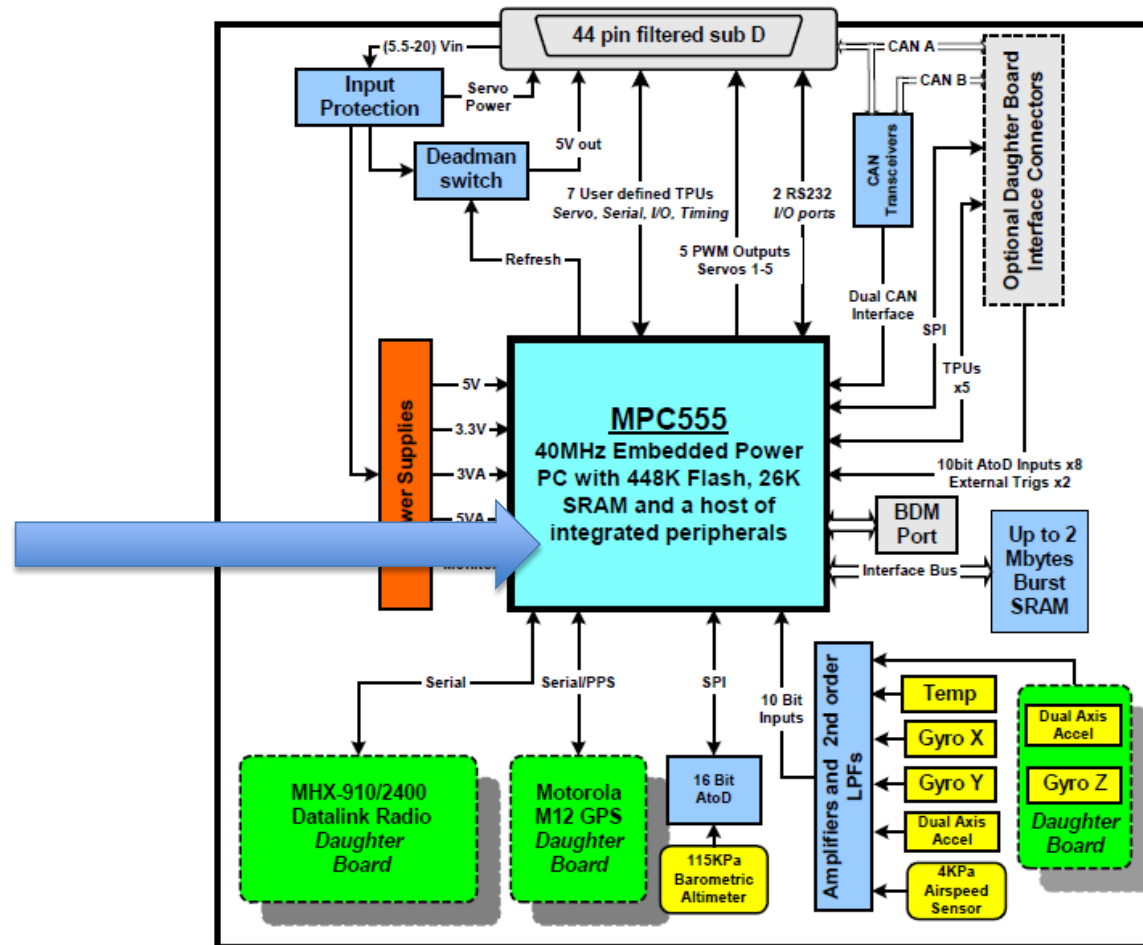 44 pin filtered sub D
(5.5-20) Vin
CAN A
CAN B
Input
Protection
Servo
Power
Deadman
switch
5V out
CAN
Transceivers
Optional Daughter Board
Interface Connectors
7 User defined TPUs
Servo, Serial, I/O, Timing
2 RS232
I/O ports
5 PWM Outputs
Servos 1-5
Refresh
Dual CAN
Interface
SPI
TPUs
x5
Supplies
5V
3.3V
3VA
5VA
MPC555
40MHz Embedded Power
PC with 448K Flash, 26K
SRAM and a host of
integrated peripherals
10bit AtoD Inputs x8
External Trigs x2
BDM
Port
Interface Bus
Up to 2
Mbytes
Burst
SRAM
Serial
Serial/PPS
SPI
10 Bit
Inputs
Amplifiers and 2nd order
LPFs
Temp
Gyro X
Gyro Y
Dual Axis
Accel
4KPa
Airspeed
Sensor
Dual Axis
Accel
Gyro Z
Daughter
Board
MHX-910/2400
Datalink Radio
Daughter
Board
Motorola
M12 GPS
Daughter
Board
16 Bit
AtoD
115KPa
Barometric
Altimeter